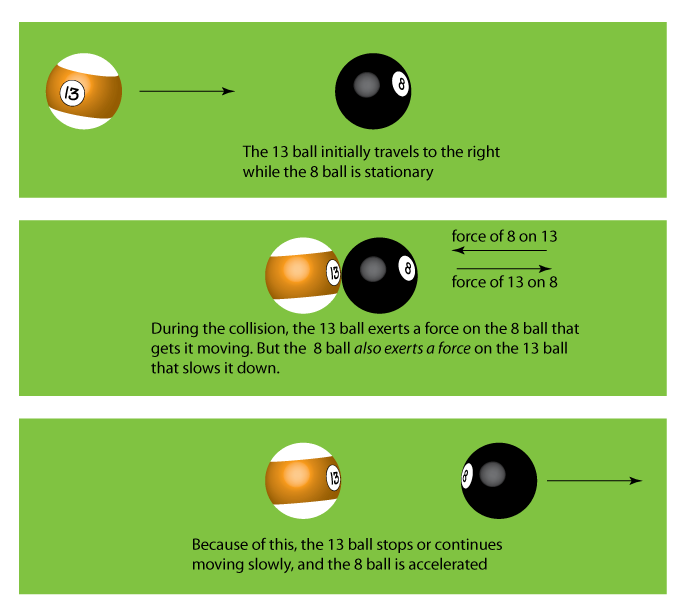 13
8
The 13 ball initially travels to the right
while the 8 ball is stationary
force of 8 on 13
13
8
force of 13 on 8
During the collision, the 13 ball exerts a force on the 8 ball that
gets it moving. But the 8 ball also exerts a force on the 13 ball
that slows it down.
13
8
Because of this, the 13 ball stops or continues
moving slowly, and the 8 ball is accelerated